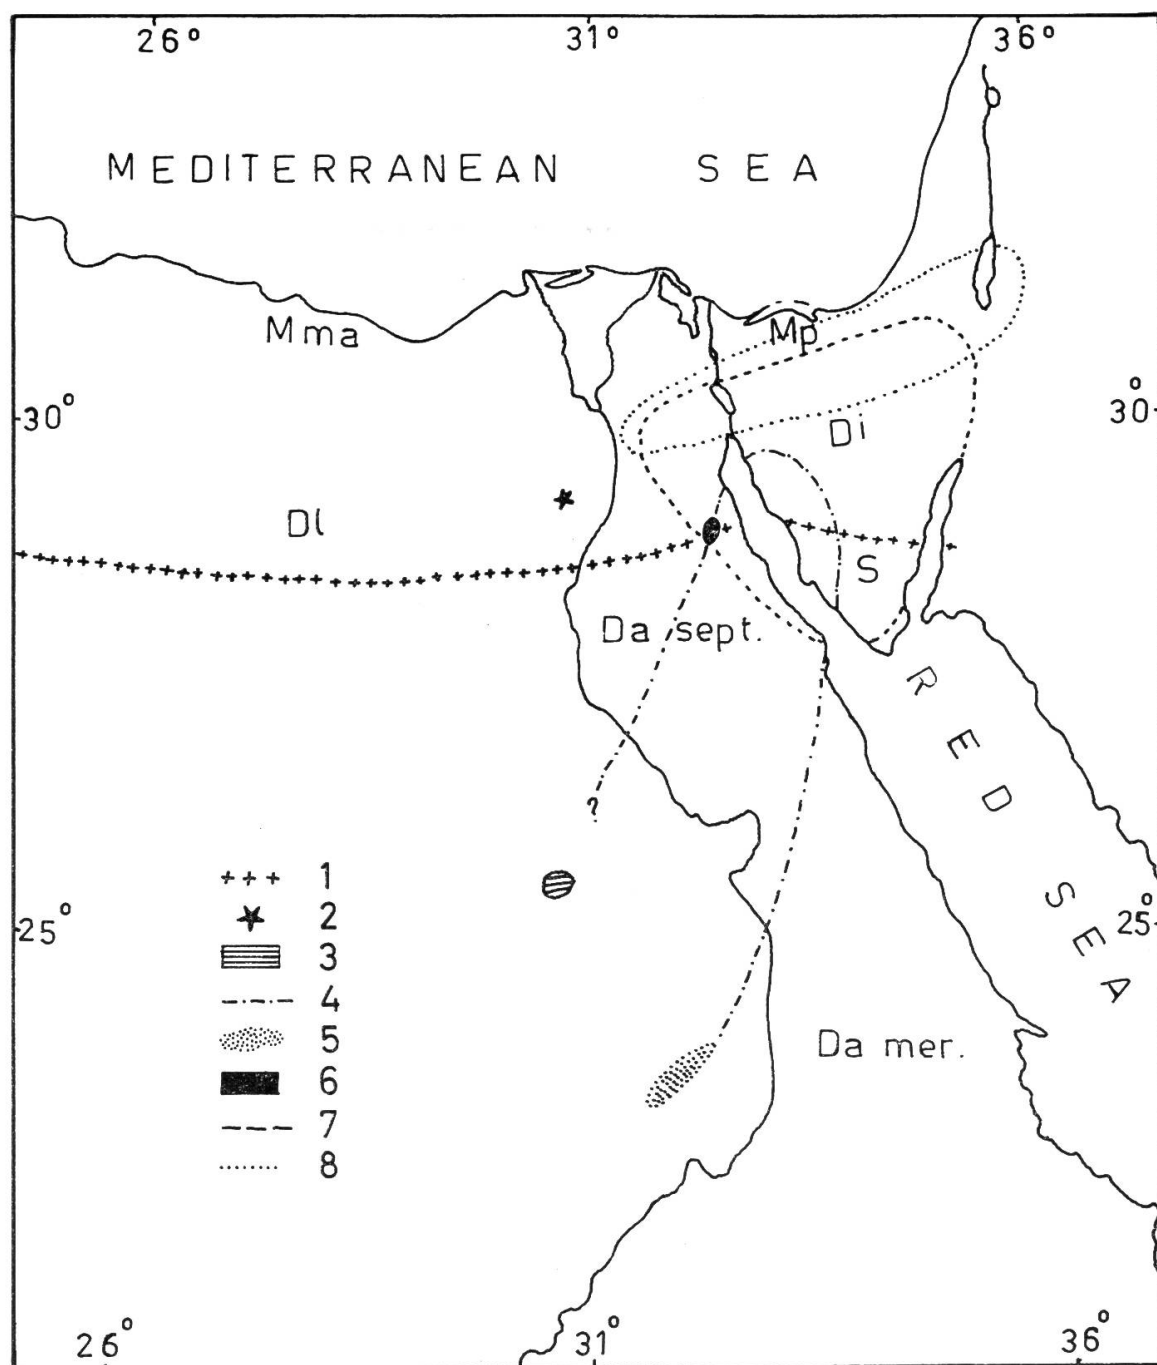 26° 31° 36°
MEDITERRANEAN SEA
Mma Mp
30° 30°
Di
Dl
S
Da sept.
RED SEA
?
+++ 1
25° 25°
2
3
4
Da mer.
5
6
7
8
26° 31° 36°